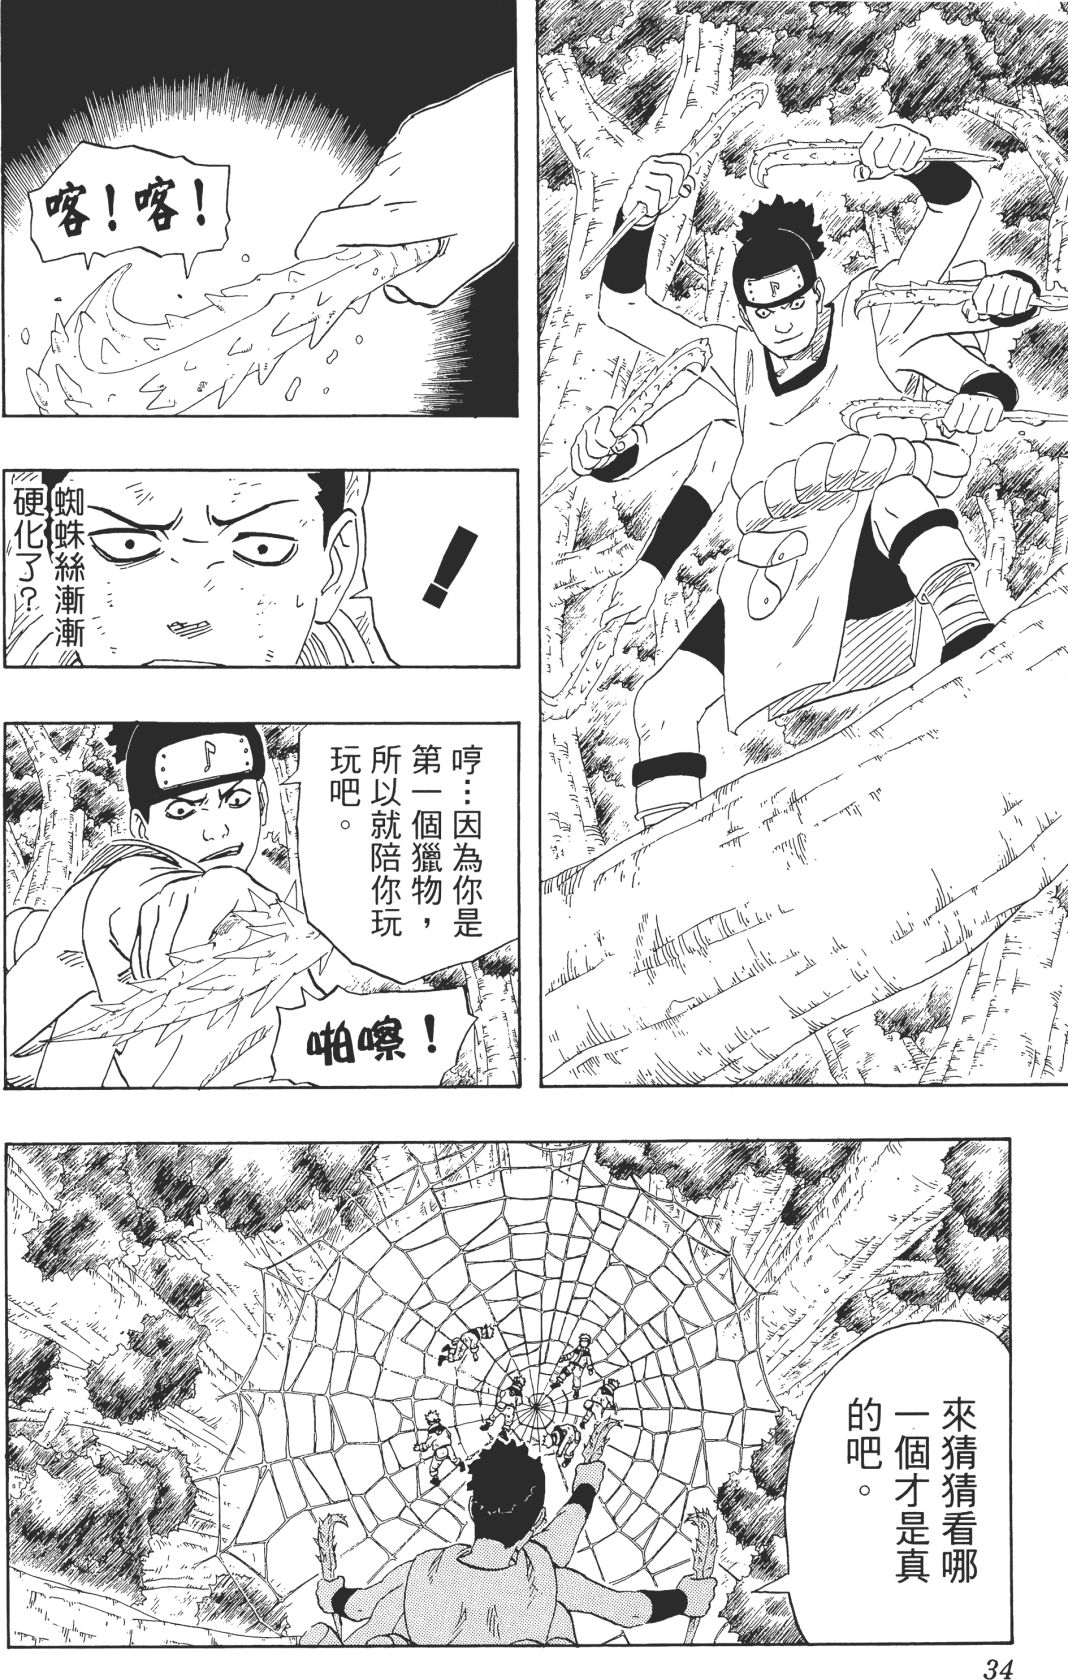 喀！喀！
！
蜘蛛絲漸漸
硬化了？
哼…因為你是
第一個獵物，
所以就陪你玩
玩吧。
啪嚓！
來猜猜看哪
一個才是真
的吧。
34